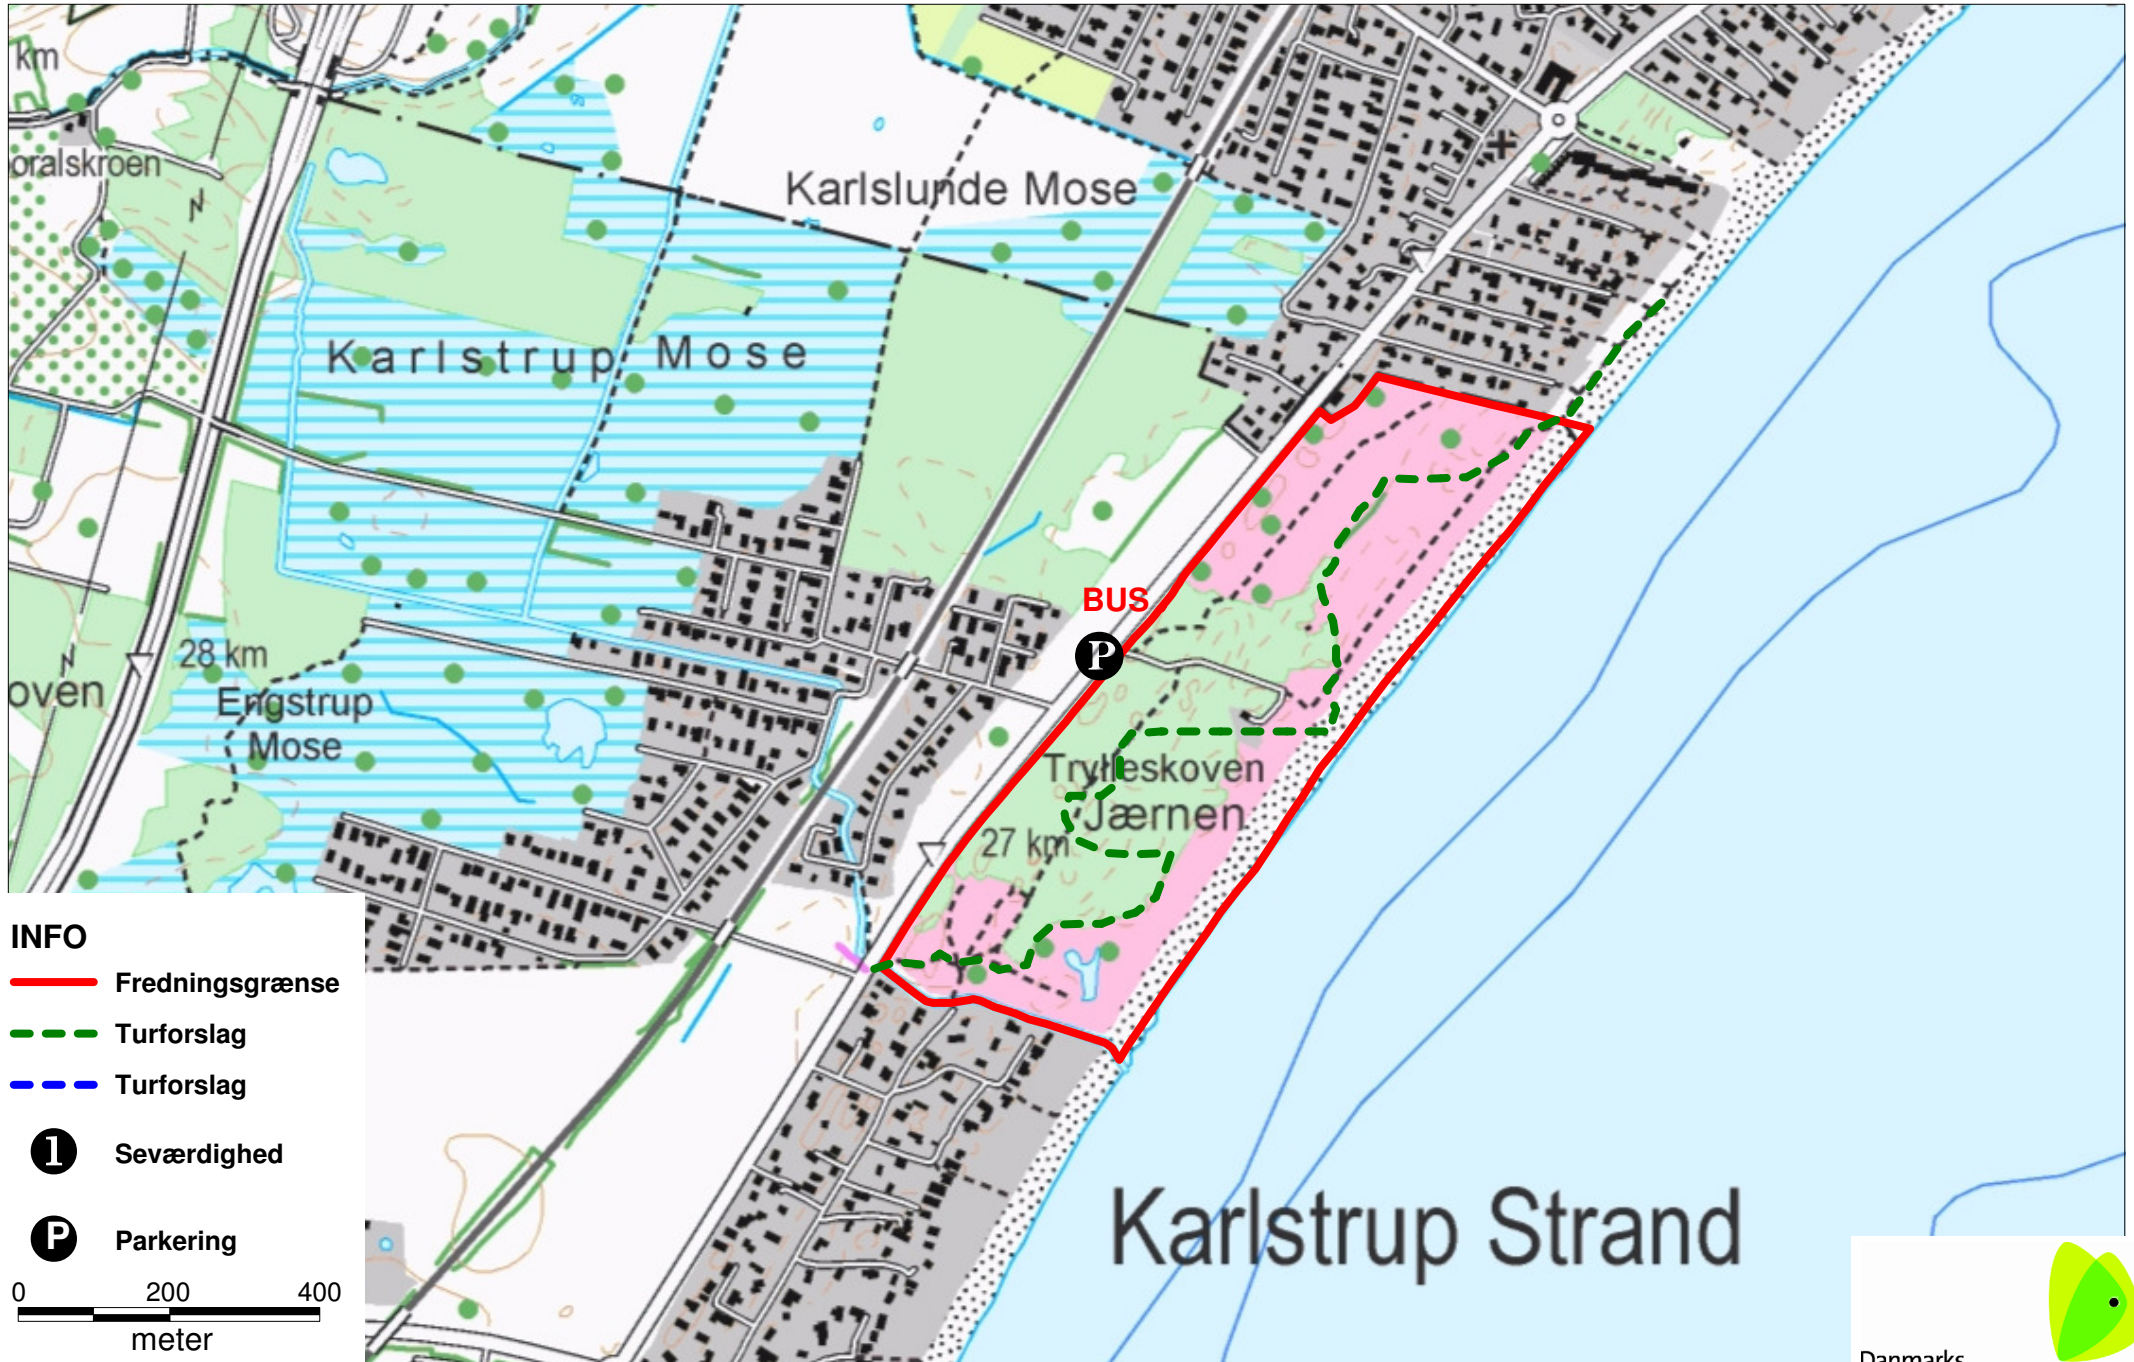 km
oralskroen
Karlslunde Mose
Karlstrup Mose
BUS
P
28 km
oven
Engstrup
Mose
Trylleskoven
Jærnen
27 km
INFO
Fredningsgrænse
Turforslag
Turforslag
1 Seværdighed
P Parkering
0 200 400
meter
Karlstrup Strand
Danmarks